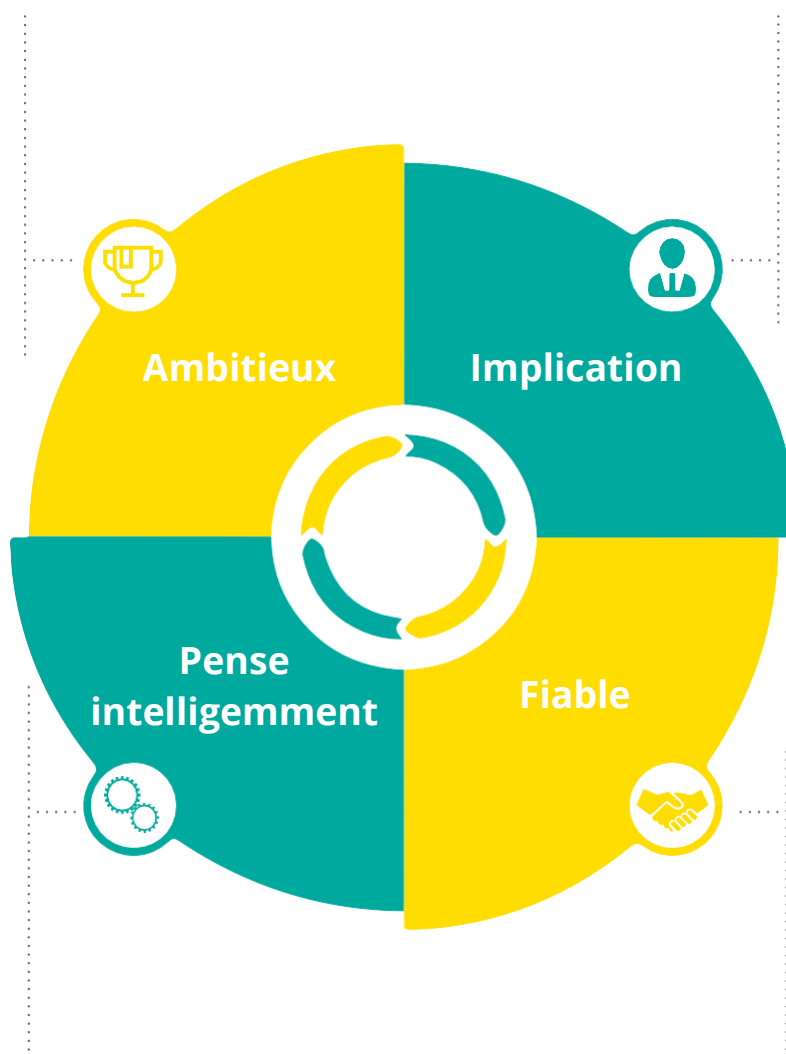 Ambitieux
Implication
Pense
intelligemment
Fiable